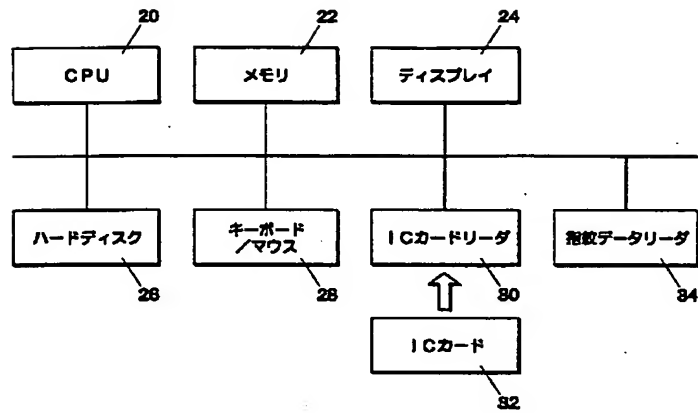 20
22
24
CPU
メモリ
ディスプレイ
ハードディスク
キーボード
／マウス
ICカードリーダ
指紋データリーダ
26
28
30
34
ICカード
32